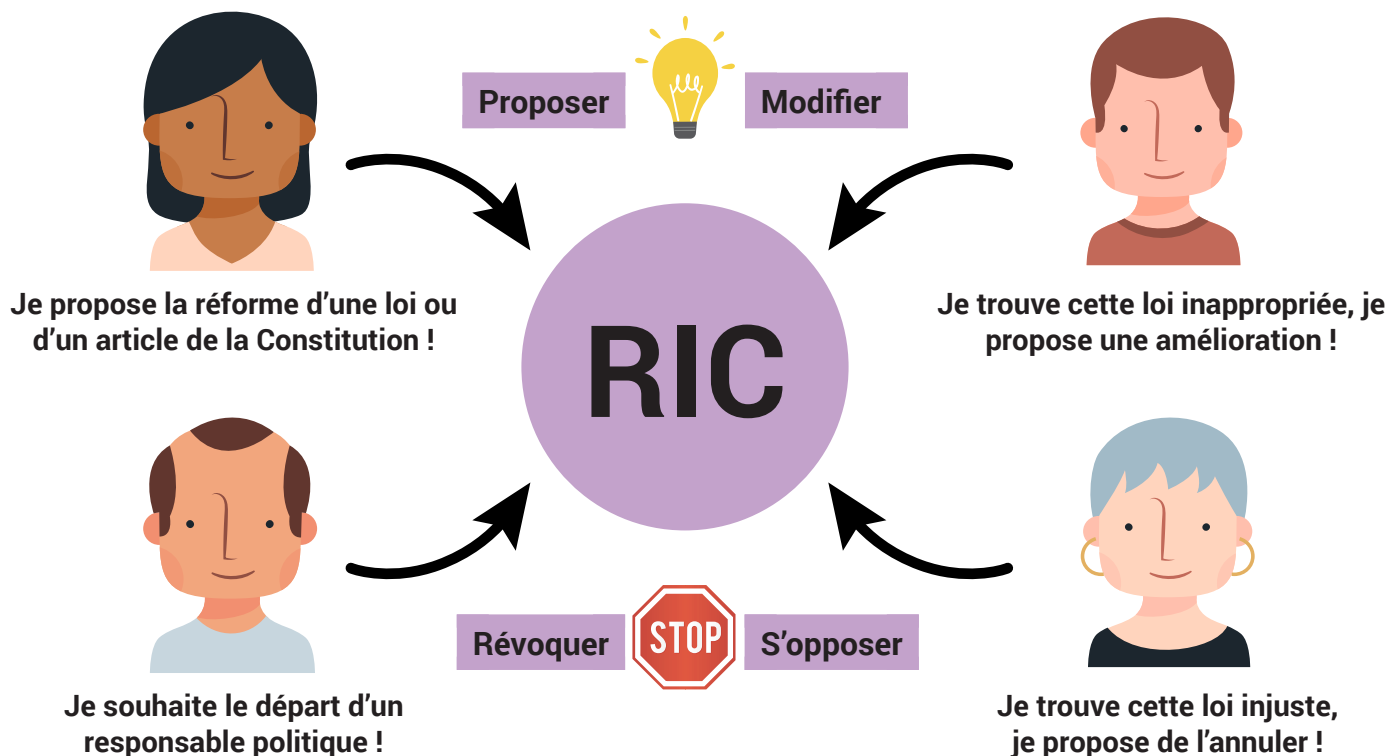 Proposer
Modifier
Je propose la réforme d'une loi ou
d'un article de la Constitution !
Je trouve cette loi inappropriée, je
propose une amélioration !
RIC
Révoquer
STOP
S'opposer
Je souhaite le départ d'un
responsable politique !
Je trouve cette loi injuste,
je propose de l'annuler !